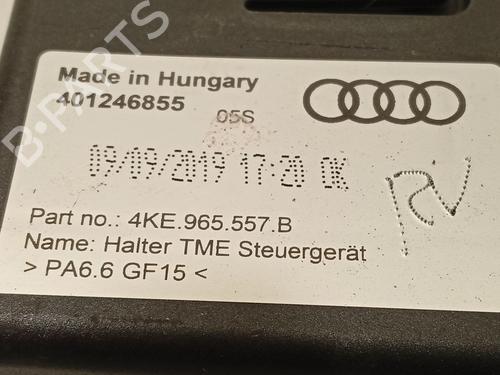 Made in Hungary
401246855
05S
09/09/2019 17:20 OK
RV
Part no.: 4KE.965.557.B
Name: Halter TME Steuergerät
> PA6.6 GF15 <
B-PARTS